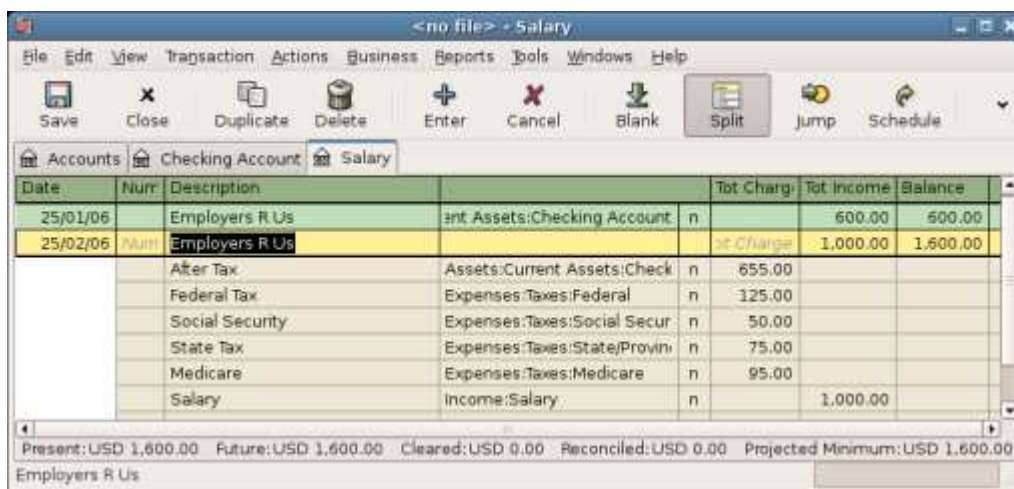 <no file> - Salary
File Edit View Transaction Actions Business Reports Tools Windows Help
Save Close Duplicate Delete Enter Cancel Blank Split Jump Schedule
Accounts Checking Account Salary
Date Num Description Tot Charg Tot Income Balance
25/01/06 Employers R Us ent Assets:Checking Account n 600.00 600.00
25/02/06 Num Employers R Us ot Charge 1,000.00 1,600.00
After Tax Assets:Current Assets:Check n 655.00
Federal Tax Expenses:Taxes:Federal n 125.00
Social Security Expenses:Taxes:Social Secur n 50.00
State Tax Expenses:Taxes:State/Provin n 75.00
Medicare Expenses:Taxes:Medicare n 95.00
Salary Income:Salary n 1,000.00
Present:USD 1,600.00 Future:USD 1,600.00 Cleared:USD 0.00 Reconciled:USD 0.00 Projected Minimum:USD 1,600.00
Employers R Us